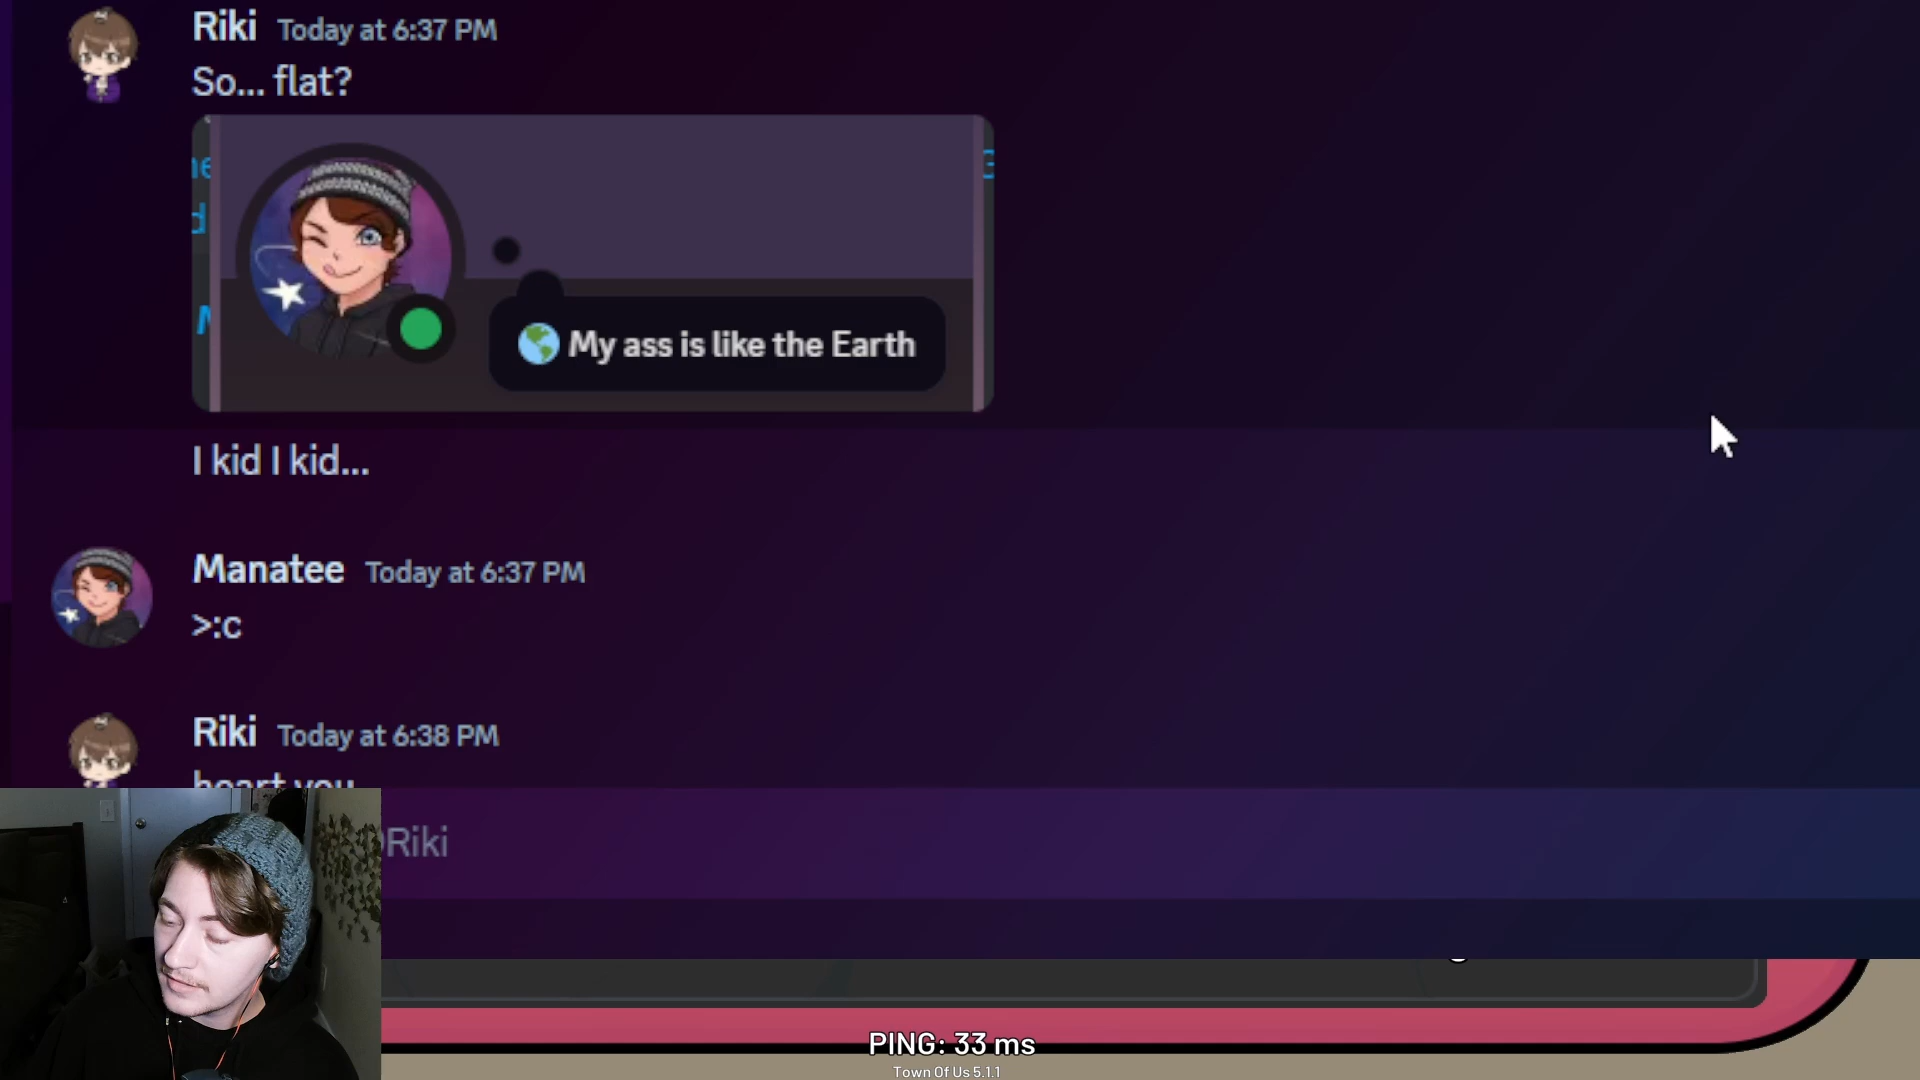 Riki Today at 6:37 PM
So... flat?
My ass is like the Earth
I kid I kid...
Manatee Today at 6:37 PM
>:c
Riki Today at 6:38 PM
heart you
@Riki
PING: 33 ms
Town Of Us 5.1.1